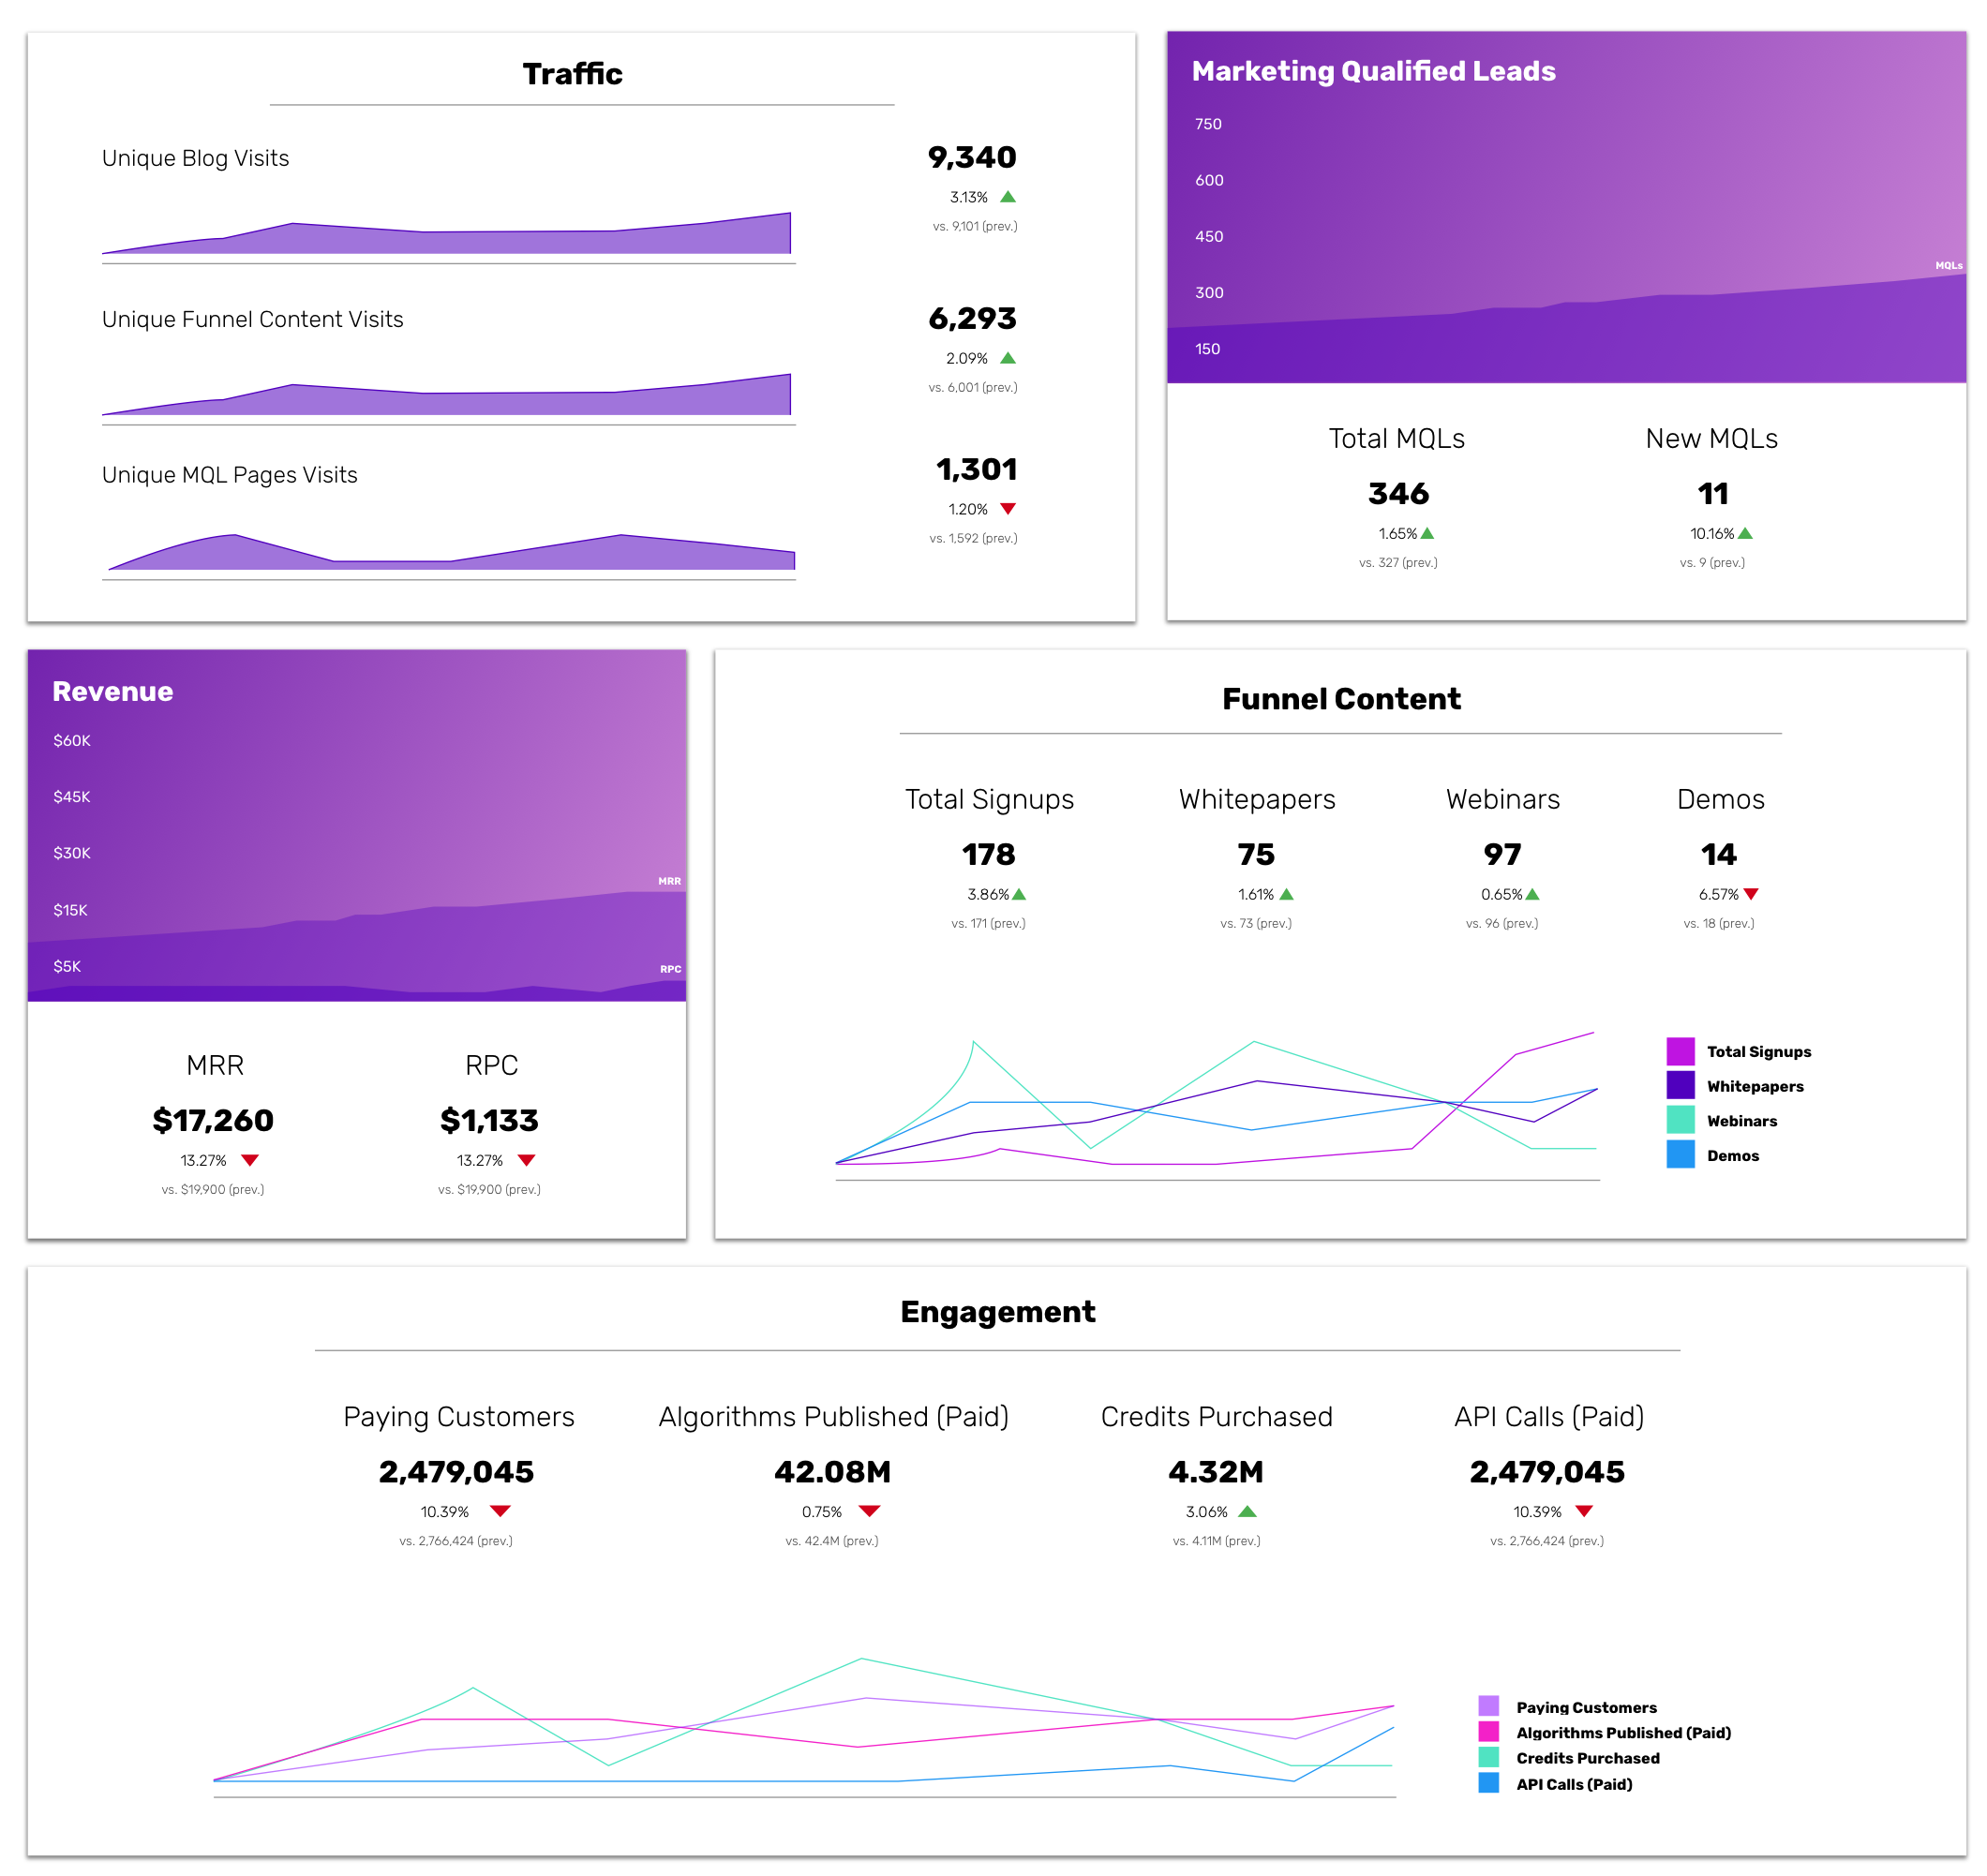 Traffic
Unique Blog Visits
9,340
3.13%
vs. 9,101 (prev.)
Unique Funnel Content Visits
6,293
2.09%
vs. 6,001 (prev.)
Unique MQL Pages Visits
1,301
1.20%
vs. 1,592 (prev.)
Marketing Qualified Leads
750
600
450
MQLs
300
150
Total MQLs
346
1.65%
vs. 327 (prev.)
New MQLs
11
10.16%
vs. 9 (prev.)
Revenue
$60K
$45K
$30K
MRR
$15K
$5K
RPC
MRR
$17,260
13.27%
vs. $19,900 (prev.)
RPC
$1,133
13.27%
vs. $19,900 (prev.)
Funnel Content
Total Signups
178
3.86%
vs. 171 (prev.)
Whitepapers
75
1.61%
vs. 73 (prev.)
Webinars
97
0.65%
vs. 96 (prev.)
Demos
14
6.57%
vs. 18 (prev.)
Total Signups
Whitepapers
Webinars
Demos
Engagement
Paying Customers
2,479,045
10.39%
vs. 2,766,424 (prev.)
Algorithms Published (Paid)
42.08M
0.75%
vs. 42.4M (prev.)
Credits Purchased
4.32M
3.06%
vs. 4.11M (prev.)
API Calls (Paid)
2,479,045
10.39%
vs. 2,766,424 (prev.)
Paying Customers
Algorithms Published (Paid)
Credits Purchased
API Calls (Paid)